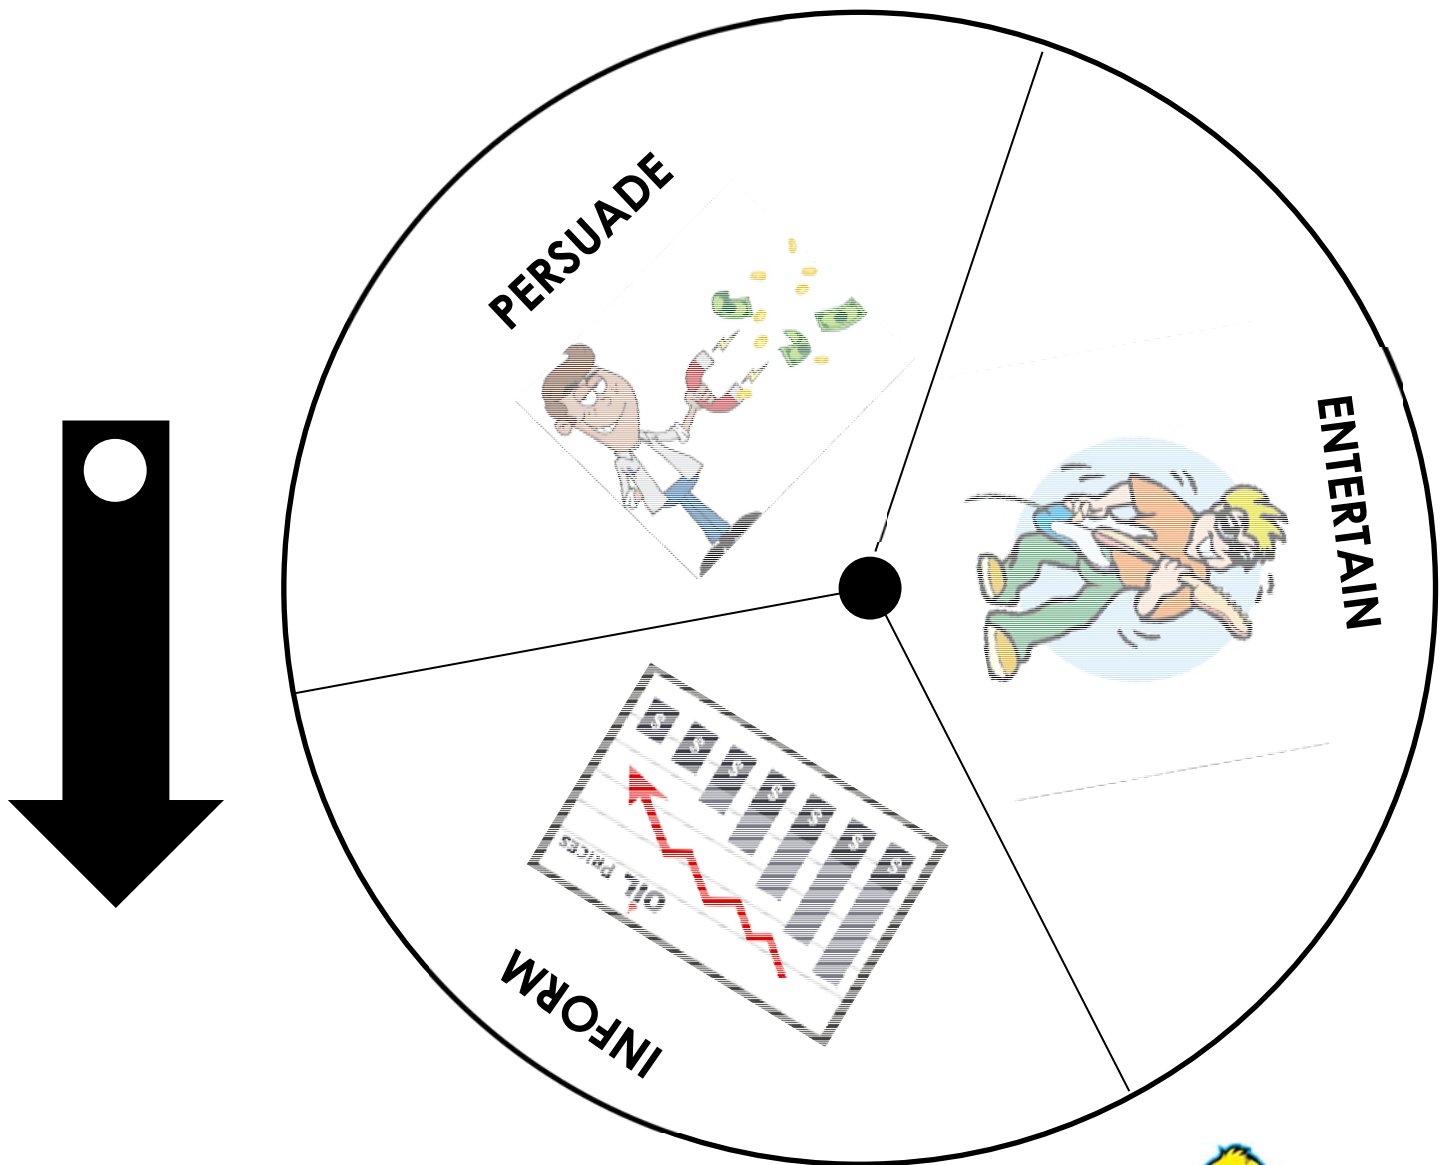 PERSUADE
ENTERTAIN
INFORM
OIL PRICES
$ $ $ $ $ $ $